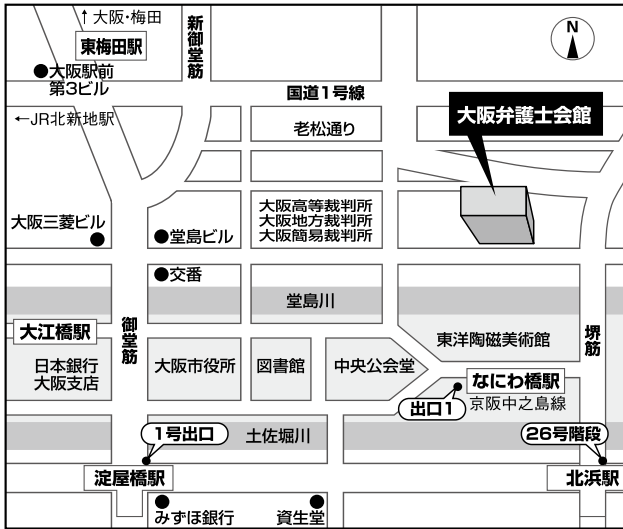 ↑大阪・梅田
東梅田駅
新御堂筋
N
●大阪駅前
第3ビル
国道1号線
←JR北新地駅
老松通り
大阪弁護士会館
大阪高等裁判所
大阪地方裁判所
大阪簡易裁判所
大阪三菱ビル
●堂島ビル
●交番
堂島川
大江橋駅
御堂筋
東洋陶磁美術館
堺筋
日本銀行
大阪支店
大阪市役所
図書館
中央公会堂
なにわ橋駅
京阪中之島線
出口1
1号出口
土佐堀川
26号階段
淀屋橋駅
北浜駅
みずほ銀行
資生堂